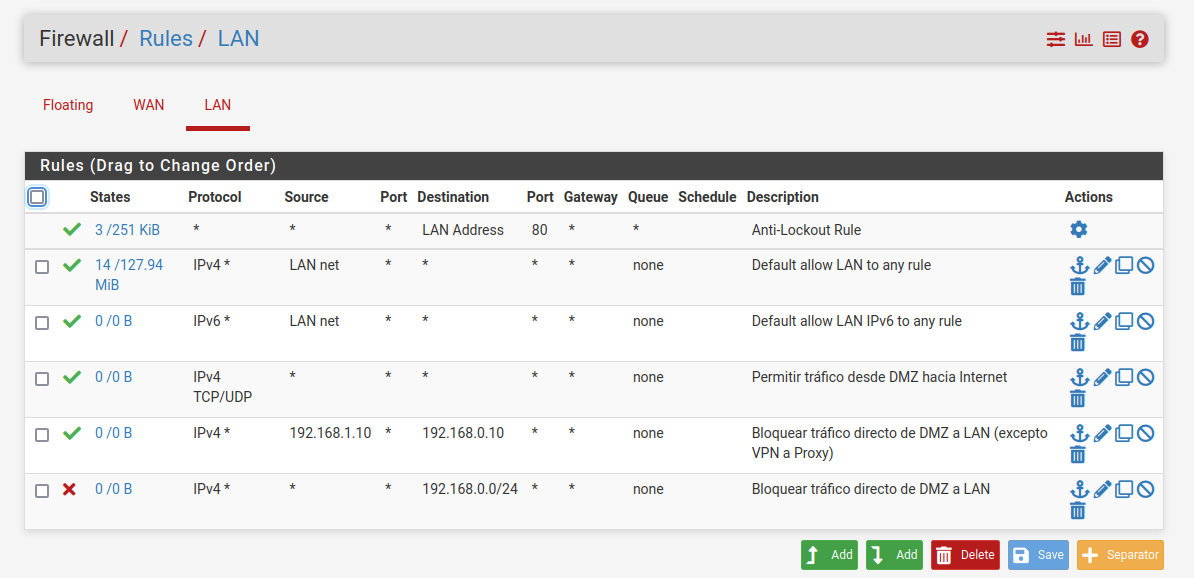 Firewall / Rules / LAN
Floating WAN LAN
Rules (Drag to Change Order)
States Protocol Source Port Destination Port Gateway Queue Schedule Description Actions
3 /251 KiB * * * LAN Address 80 * * Anti-Lockout Rule
14 /127.94 IPv4 * LAN net * * * * none Default allow LAN to any rule
MiB
0 /0 B IPv6 * LAN net * * * * none Default allow LAN IPv6 to any rule
0 /0 B IPv4 * * * * * none Permitir tráfico desde DMZ hacia Internet
TCP/UDP
0 /0 B IPv4 * 192.168.1.10 * 192.168.0.10 * * none Bloquear tráfico directo de DMZ a LAN (excepto
VPN a Proxy)
0 /0 B IPv4 * * * 192.168.0.0/24 * * none Bloquear tráfico directo de DMZ a LAN
Add Add Delete Save Separator